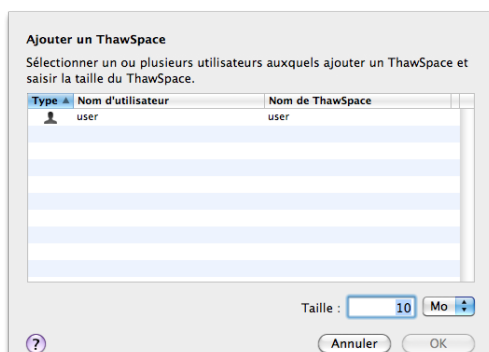 Ajouter un ThawSpace
Sélectionner un ou plusieurs utilisateurs auxquels ajouter un ThawSpace et
saisir la taille du ThawSpace.
Type Nom d'utilisateur Nom de ThawSpace
user user
Taille : 10 Mo
? Annuler OK